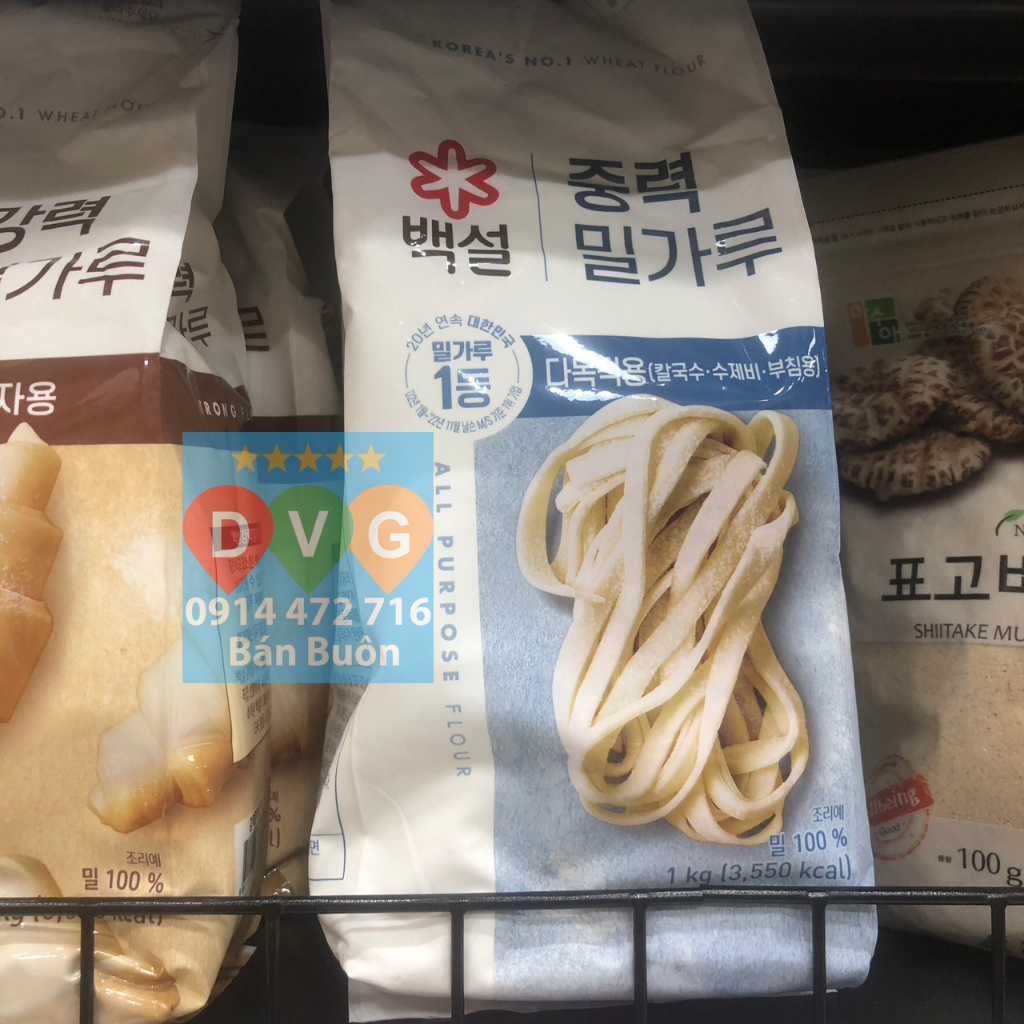 KOREA'S NO.1 WHEAT FLOUR
백설
중력
밀가루
20년 연속 대한민국
밀가루
1등
다목적용(칼국수·수제비·부침용)
ALL PURPOSE FLOUR
조리예
밀 100 %
1 kg (3,550 kcal)
강력
가루
자용
조리예
밀 100 %
DVG
0914 472 716
Bán Buôn
표고버
SHIITAKE MU
100 g